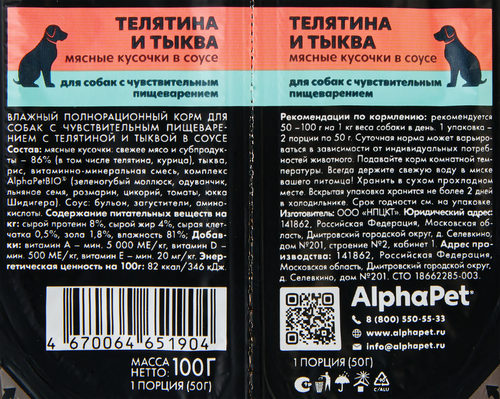 ТЕЛЯТИНА
И ТЫКВА
МЯСНЫЕ КУСОЧКИ В СОУСЕ
для собак с чувствительным
пищеварением
ВЛАЖНЫЙ ПОЛНОРАЦИОННЫЙ КОРМ ДЛЯ
СОБАК С ЧУВСТВИТЕЛЬНЫМ ПИЩЕВАРЕ-
НИЕМ С ТЕЛЯТИНОЙ И ТЫКВОЙ В СОУСЕ
Состав: мясные кусочки: свежее мясо и субпродук-
ты – 86% (в том числе телятина, курица), тыква,
рис, витаминно-минеральная смесь, комплекс
AlphaPetBIO® (зеленогубый моллюск, одуванчик,
льняное семя, розмарин, цикорий, томаты, юкка
Шидигера). Соус: бульон, загустители, амино-
кислоты. Содержание питательных веществ на
кг: сырой протеин 8%, сырой жир 4%, сырая клет-
чатка 0,5%, зола 1,8%, влажность 81%; Добав-
ки: витамин А – мин. 5 000 МЕ/кг, витамин D –
мин. 500 МЕ/кг, витамин Е – мин. 20 мг/кг. Энер-
гетическая ценность на 100г: 82 ккал/346 кДж.
4 670064 651904
МАССА
НЕТТО: 100Г
1 ПОРЦИЯ (50Г)
ТЕЛЯТИНА
И ТЫКВА
МЯСНЫЕ КУСОЧКИ В СОУСЕ
для собак с чувствительным
пищеварением
Рекомендации по кормлению: рекомендуется
50 – 100 г на 1 кг веса собаки в день. 1 упаковка =
2 порции по 50 г. Суточная норма может варьиро-
ваться в зависимости от индивидуальных потреб-
ностей животного. Подавайте корм комнатной тем-
пературы. Всегда держите свежую воду в миске
вашего питомца! Хранить в сухом прохладном
месте. Вскрытая упаковка хранится не более 2 дней
в холодильнике. Срок годности см. на упаковке.
Изготовитель: ООО «НПЦКТ». Юридический адрес:
141862, Российская Федерация, Московская об-
ласть, Дмитровский городской округ, д. Селевкино,
дом №201, строение №2, кабинет 1. Адрес про-
изводства: 141862, Российская Федерация,
Московская область, Дмитровский городской округ,
д. Селевкино, дом №201. СТО 18662285-003.
AlphaPet®
8 (800) 550-55-33
www.alphapet.ru
info@alphapet.ru
1 ПОРЦИЯ (50Г)
C/ALU